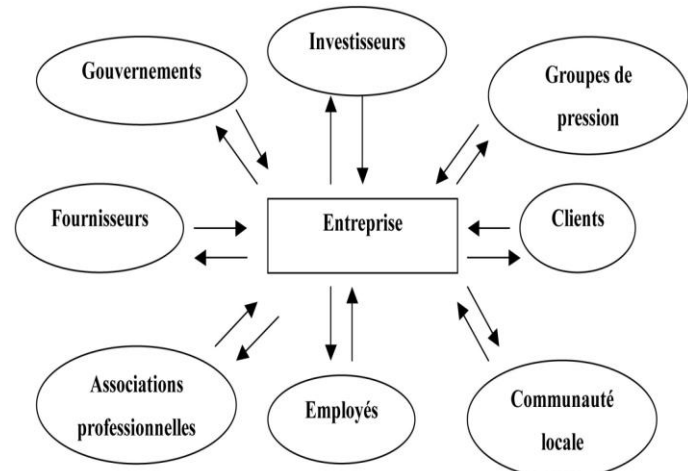 Investisseurs
Gouvernements
Groupes de
pression
Fournisseurs
Entreprise
Clients
Associations
professionnelles
Employés
Communauté
locale